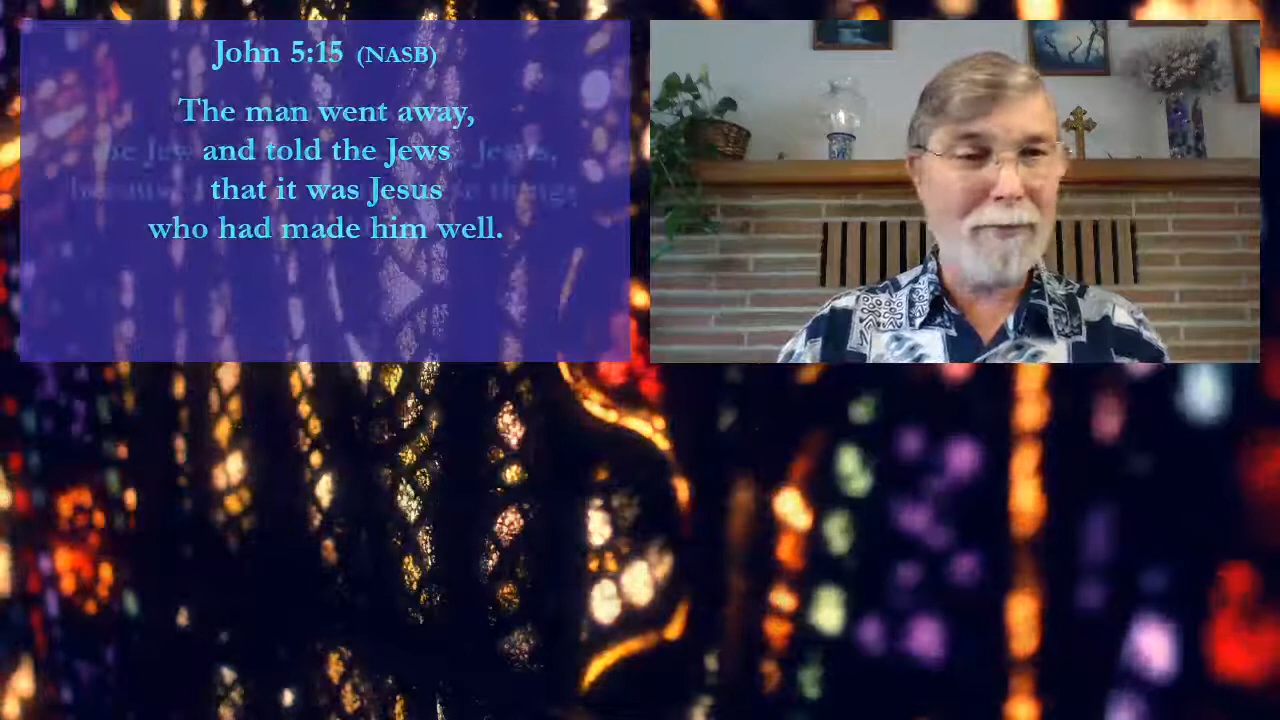 John 5:15 (NASB)
The man went away,
and told the Jews
that it was Jesus
who had made him well.